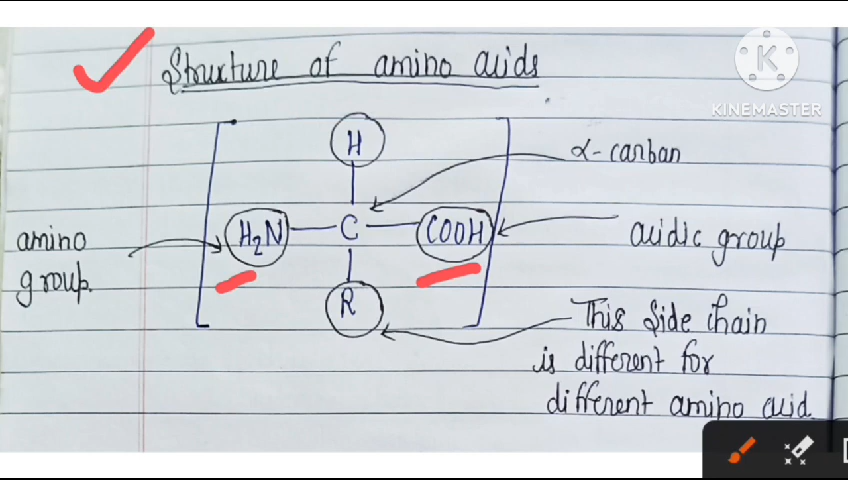 Structure of amino acids
K
KINEMASTER
H
α-carban
H₂N
C
COOH
amino
group.
acidic group
R
This side chain
is different for
different amino acid